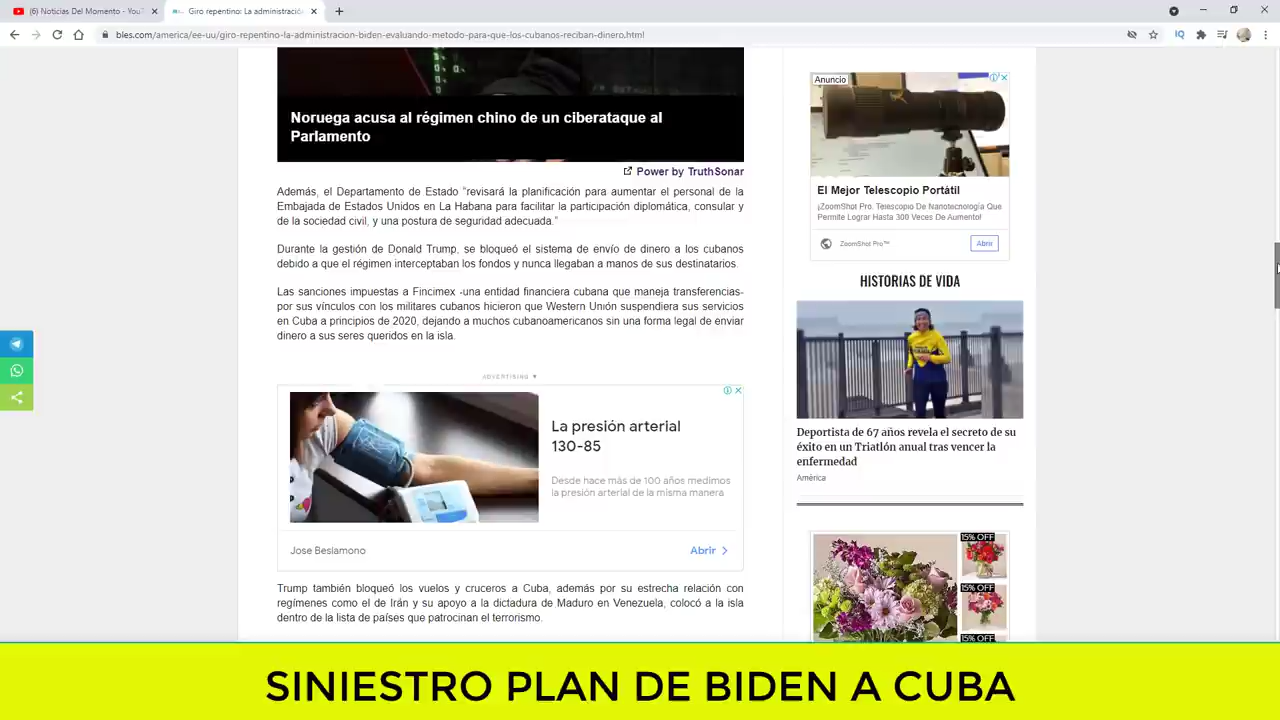 (6) Noticias Del Momento - YouT
Giro repentino: La administració
bles.com/america/ee-uu/giro-repentino-la-administracion-biden-evaluando-metodo-para-que-los-cubanos-reciban-dinero.html
IQ
Noruega acusa al régimen chino de un ciberataque al
Parlamento
Power by TruthSonar
Además, el Departamento de Estado "revisará la planificación para aumentar el personal de la
Embajada de Estados Unidos en La Habana para facilitar la participación diplomática, consular y
de la sociedad civil, y una postura de seguridad adecuada."
Durante la gestión de Donald Trump, se bloqueó el sistema de envío de dinero a los cubanos
debido a que el régimen interceptaban los fondos y nunca llegaban a manos de sus destinatarios.
Las sanciones impuestas a Fincimex -una entidad financiera cubana que maneja transferencias-
por sus vínculos con los militares cubanos hicieron que Western Unión suspendiera sus servicios
en Cuba a principios de 2020, dejando a muchos cubanoamericanos sin una forma legal de enviar
dinero a sus seres queridos en la isla.
ADVERTISING
La presión arterial
130-85
Desde hace más de 100 años medimos
la presión arterial de la misma manera
Jose Beslamono
Abrir
Trump también bloqueó los vuelos y cruceros a Cuba, además por su estrecha relación con
regímenes como el de Irán y su apoyo a la dictadura de Maduro en Venezuela, colocó a la isla
dentro de la lista de países que patrocinan el terrorismo.
Anuncio
El Mejor Telescopio Portátil
¡ZoomShot Pro. Telescopio De Nanotecnología Que
Permite Lograr Hasta 300 Veces De Aumento!
ZoomShot Pro™
Abrir
HISTORIAS DE VIDA
Deportista de 67 años revela el secreto de su
éxito en un Triatlón anual tras vencer la
enfermedad
América
15% OFF
15% OFF
15% OFF
SINIESTRO PLAN DE BIDEN A CUBA